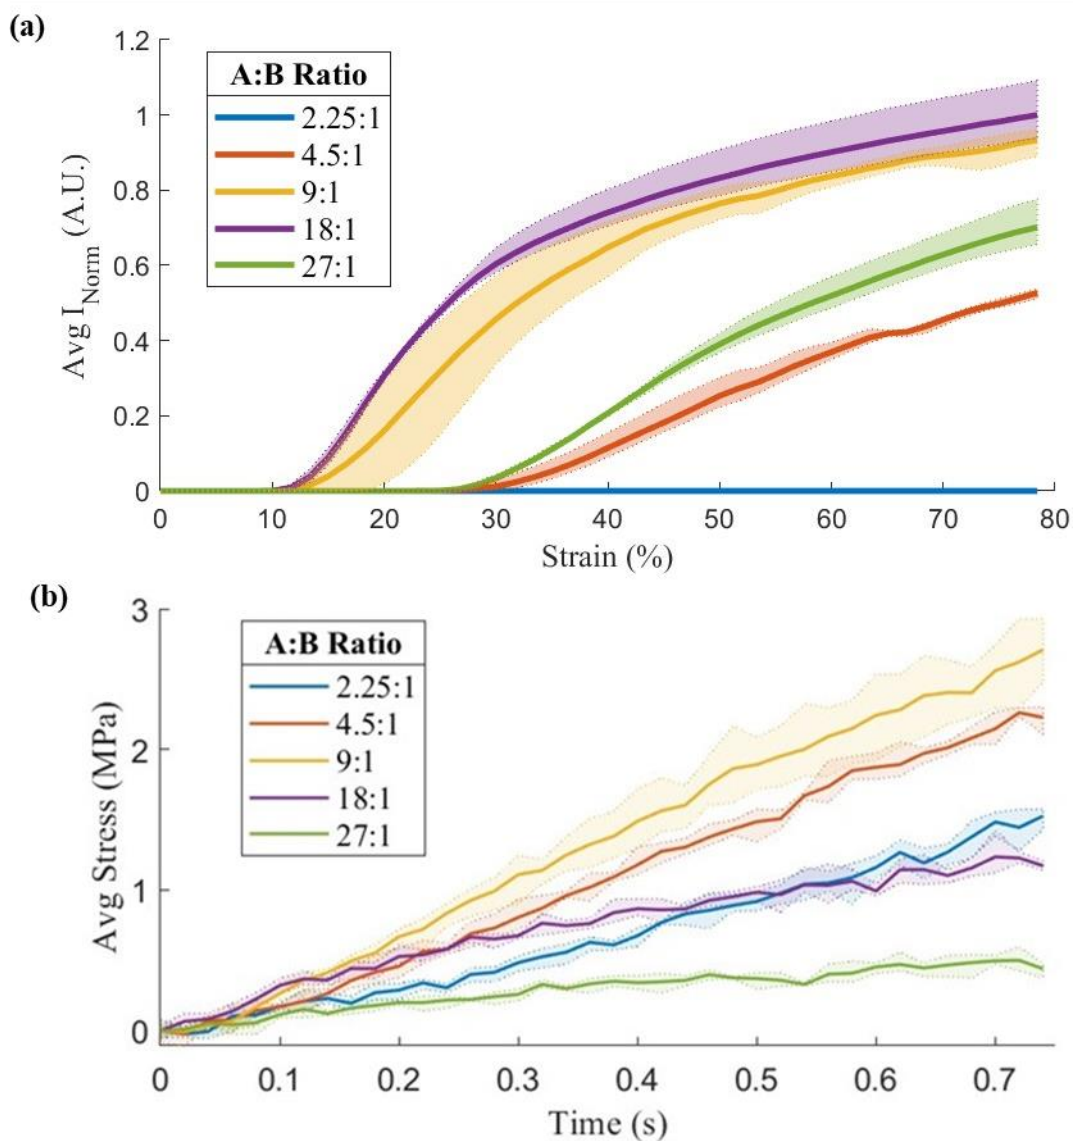 (a)
1.2
1
0.8
0.6
0.4
0.2
0
Avg I_Norm (A.U.)
A:B Ratio
2.25:1
4.5:1
9:1
18:1
27:1
0 10 20 30 40 50 60 70 80
Strain (%)
(b)
3
2
1
0
Avg Stress (MPa)
A:B Ratio
2.25:1
4.5:1
9:1
18:1
27:1
0 0.1 0.2 0.3 0.4 0.5 0.6 0.7
Time (s)